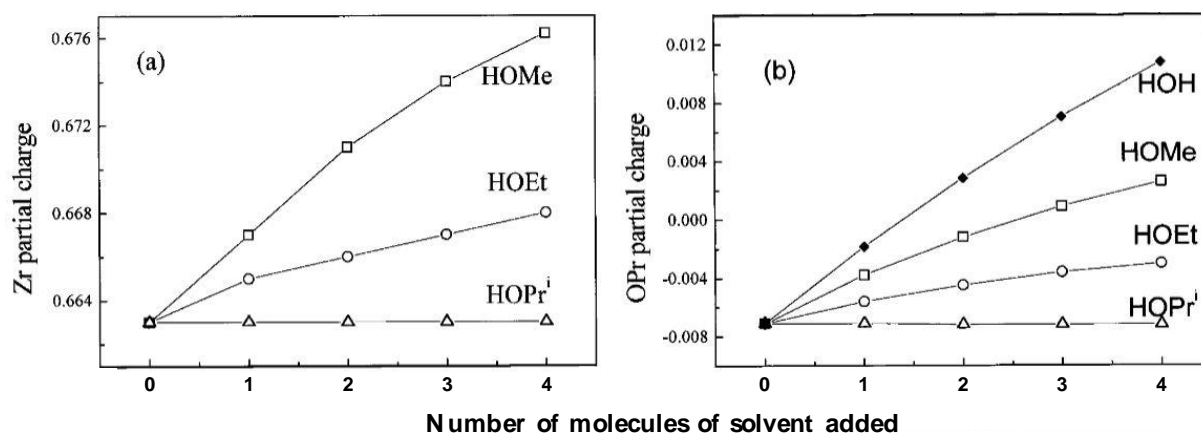 (a)
Zr partial charge
0.676
0.672
0.668
0.664
HOMe
HOEt
HOPrⁱ
0 1 2 3 4
(b)
OPr partial charge
0.012
0.008
0.004
0.000
-0.004
-0.008
HOH
HOMe
HOEt
HOPrⁱ
0 1 2 3 4
Number of molecules of solvent added